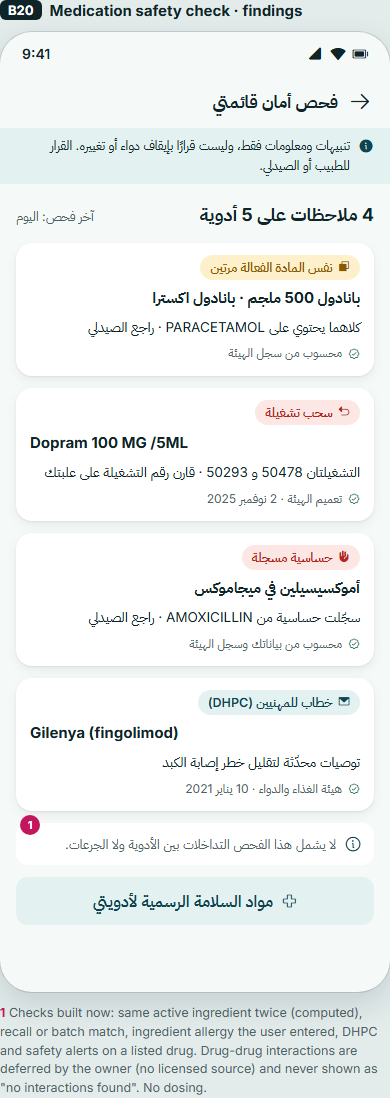 B20 Medication safety check · findings
9:41
فحص أمان قائمتي
تنبيهات ومعلومات فقط، وليست قرارًا بإيقاف دواء أو تغييره. القرار
للطبيب أو الصيدلي.
4 ملاحظات على 5 أدوية
آخر فحص: اليوم
نفس المادة الفعالة مرتين
بانادول 500 ملجم · بانادول اكسترا
كلاهما يحتوي على PARACETAMOL · راجع الصيدلي
محسوب من سجل الهيئة
سحب تشغيلة
Dopram 100 MG /5ML
التشغيلتان 50478 و 50293 · قارن رقم التشغيلة على علبتك
تعميم الهيئة · 2 نوفمبر 2025
حساسية مسجلة
أموكسيسيلين في ميجاموكس
سجّلت حساسية من AMOXICILLIN · راجع الصيدلي
محسوب من بياناتك وسجل الهيئة
خطاب للمهنيين (DHPC)
Gilenya (fingolimod)
توصيات محدّثة لتقليل خطر إصابة الكبد
هيئة الغذاء والدواء · 10 يناير 2021
1
لا يشمل هذا الفحص التداخلات بين الأدوية ولا الجرعات.
مواد السلامة الرسمية لأدويتي
1 Checks built now: same active ingredient twice (computed),
recall or batch match, ingredient allergy the user entered, DHPC
and safety alerts on a listed drug. Drug-drug interactions are
deferred by the owner (no licensed source) and never shown as
"no interactions found". No dosing.